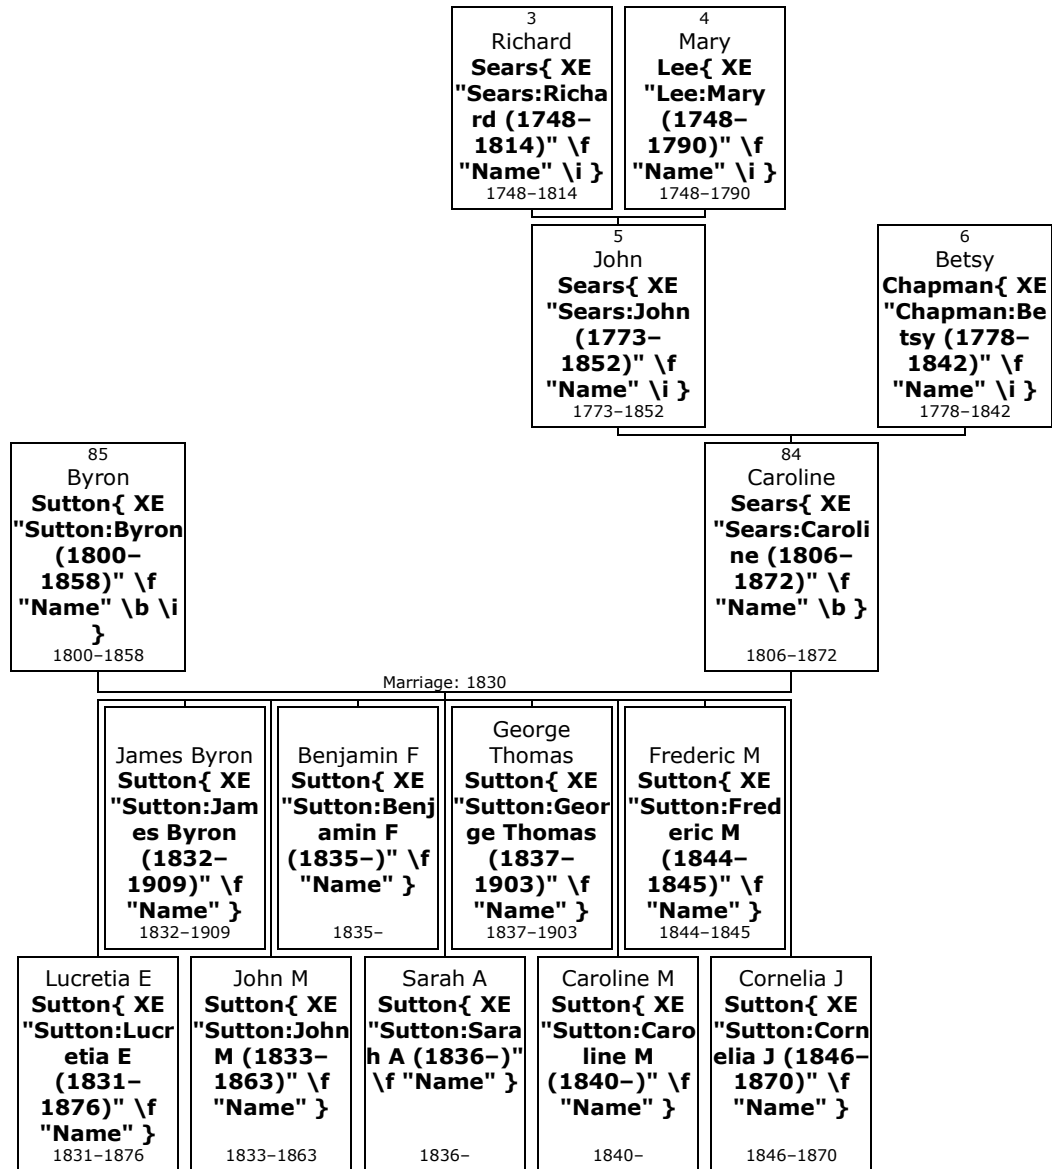 3
Richard
Sears{ XE
"Sears:Richa
rd (1748–
1814)" \f
"Name" \i }
1748–1814
4
Mary
Lee{ XE
"Lee:Mary
(1748–
1790)" \f
"Name" \i }
1748–1790
5
John
Sears{ XE
"Sears:John
(1773–
1852)" \f
"Name" \i }
1773–1852
6
Betsy
Chapman{ XE
"Chapman:Be
tsy (1778–
1842)" \f
"Name" \i }
1778–1842
85
Byron
Sutton{ XE
"Sutton:Byron
(1800–
1858)" \f
"Name" \b \i
}
1800–1858
84
Caroline
Sears{ XE
"Sears:Caroli
ne (1806–
1872)" \f
"Name" \b }
1806–1872
Marriage: 1830
James Byron
Sutton{ XE
"Sutton:Jam
es Byron
(1832–
1909)" \f
"Name" }
1832–1909
Benjamin F
Sutton{ XE
"Sutton:Benj
amin F
(1835–)" \f
"Name" }
1835–
George
Thomas
Sutton{ XE
"Sutton:Geor
ge Thomas
(1837–
1903)" \f
"Name" }
1837–1903
Frederic M
Sutton{ XE
"Sutton:Fred
eric M
(1844–
1845)" \f
"Name" }
1844–1845
Lucretia E
Sutton{ XE
"Sutton:Lucr
etia E
(1831–
1876)" \f
"Name" }
1831–1876
John M
Sutton{ XE
"Sutton:John
M (1833–
1863)" \f
"Name" }
1833–1863
Sarah A
Sutton{ XE
"Sutton:Sara
h A (1836–)"
\f "Name" }
1836–
Caroline M
Sutton{ XE
"Sutton:Caro
line M
(1840–)" \f
"Name" }
1840–
Cornelia J
Sutton{ XE
"Sutton:Corn
elia J (1846–
1870)" \f
"Name" }
1846–1870